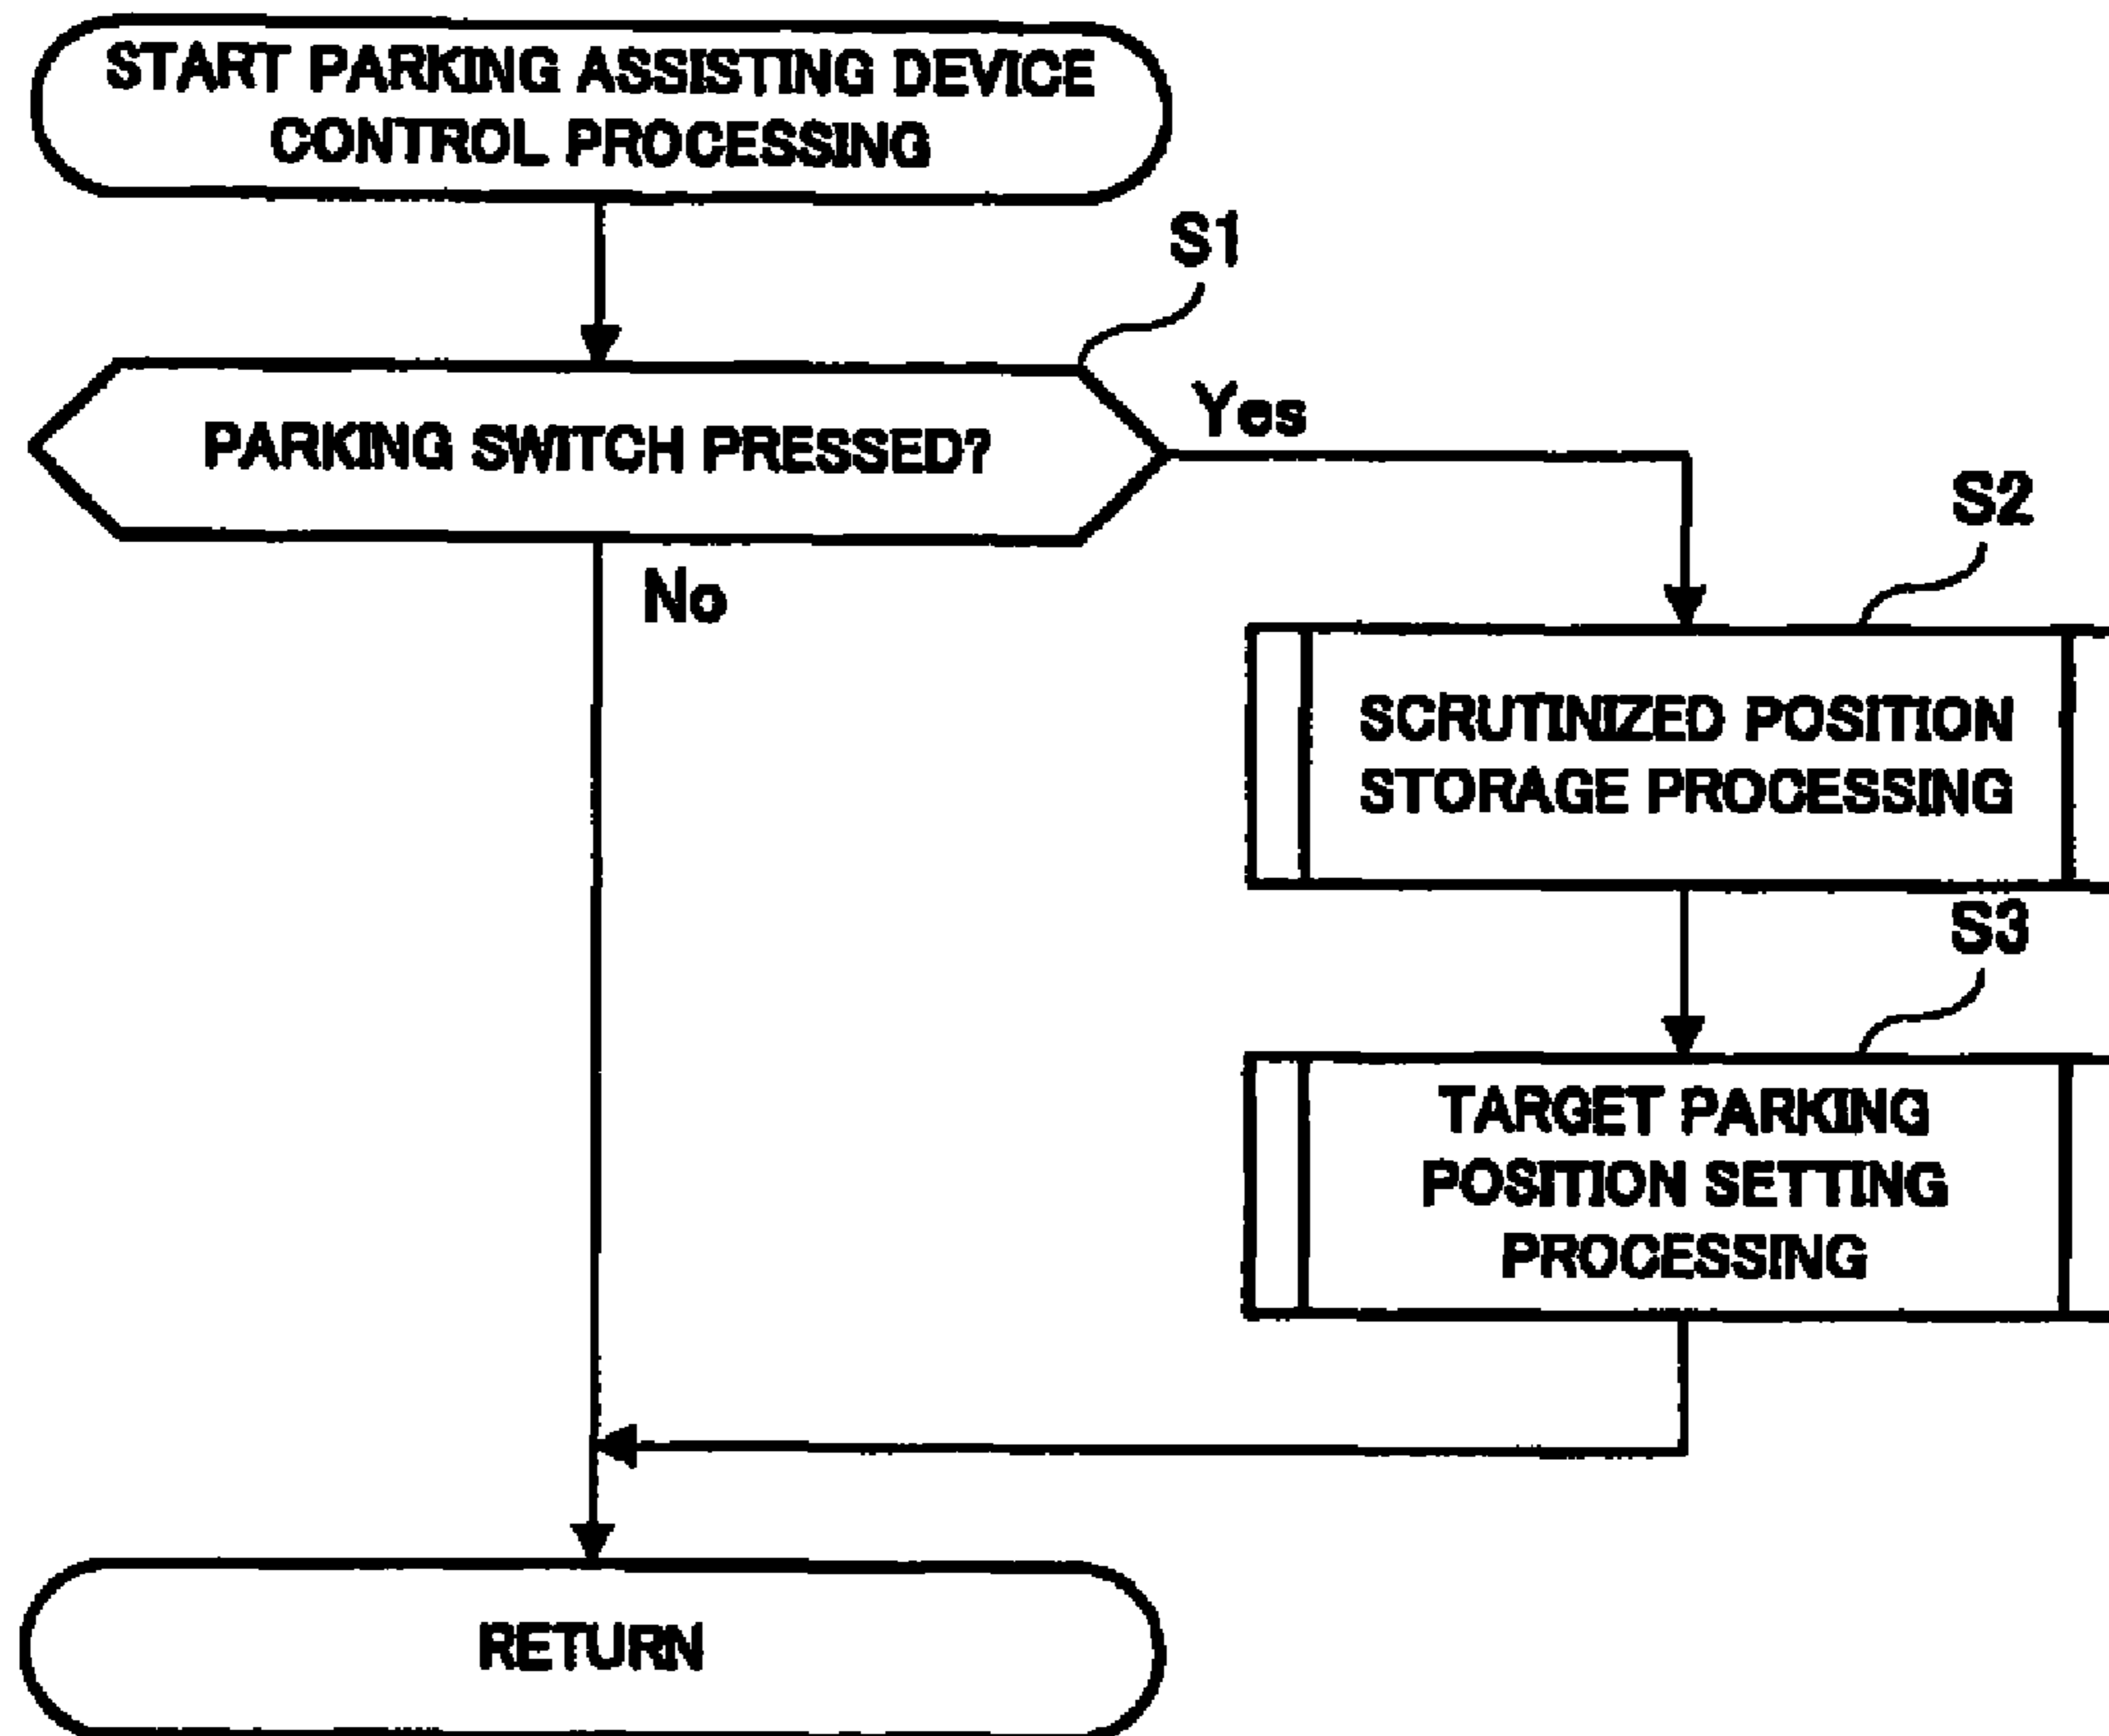 START PARKING ASSISTING DEVICE
CONTROL PROCESSING
S1
PARKING SWITCH PRESSED?
Yes
No
S2
SCRUTINIZED POSITION
STORAGE PROCESSING
S3
TARGET PARKING
POSITION SETTING
PROCESSING
RETURN